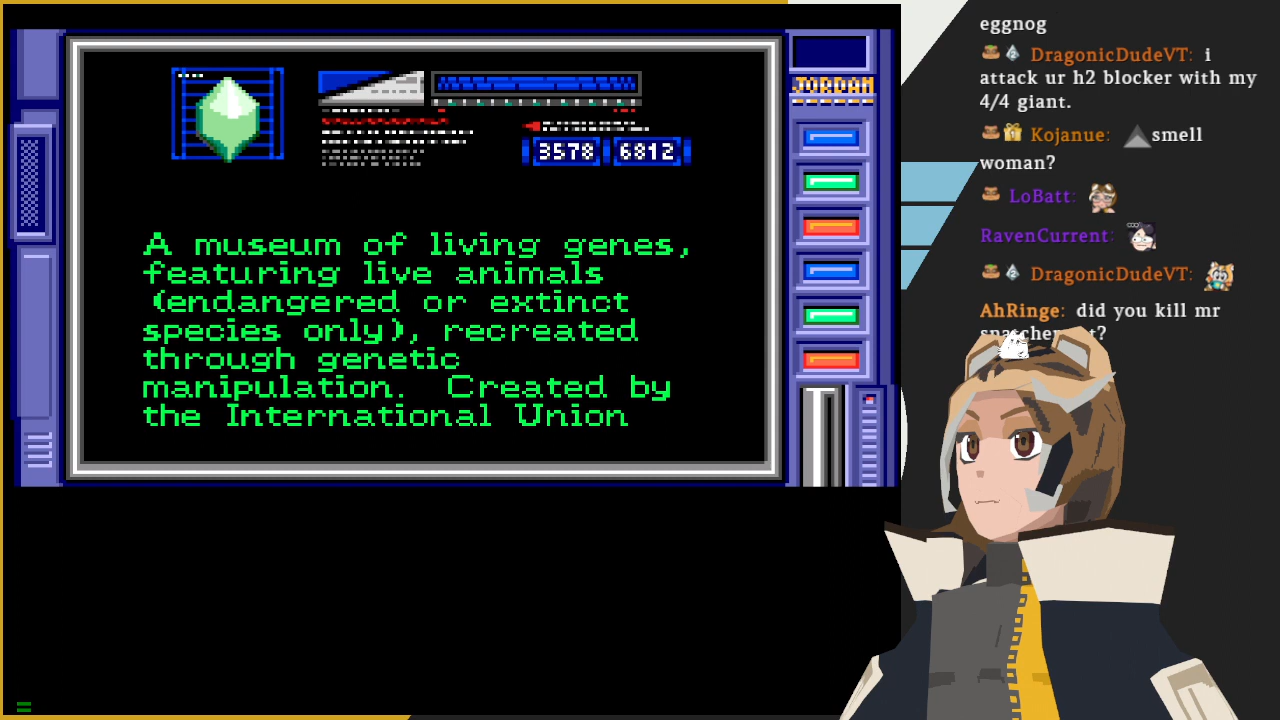 JORDAN
3578 6812
A museum of living genes,
featuring live animals
(endangered or extinct
species only), recreated
through genetic
manipulation. Created by
the International Union
eggnog
DragonicDudeVT: i
attack ur h2 blocker with my
4/4 giant.
Kojanue: smell
woman?
LoBatt:
RavenCurrent:
DragonicDudeVT:
AhRinge: did you kill mr